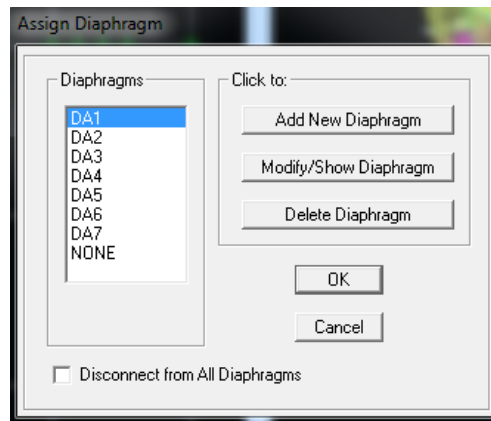 Assign Diaphragm
Diaphragms
DA1
DA2
DA3
DA4
DA5
DA6
DA7
NONE
Click to:
Add New Diaphragm
Modify/Show Diaphragm
Delete Diaphragm
OK
Cancel
Disconnect from All Diaphragms